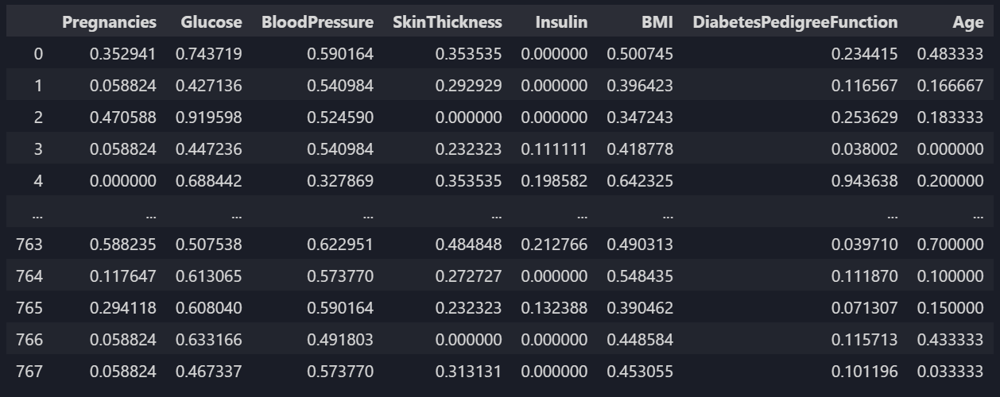 Pregnancies Glucose BloodPressure SkinThickness Insulin BMI DiabetesPedigreeFunction Age
0 0.352941 0.743719 0.590164 0.353535 0.000000 0.500745 0.234415 0.483333
1 0.058824 0.427136 0.540984 0.292929 0.000000 0.396423 0.116567 0.166667
2 0.470588 0.919598 0.524590 0.000000 0.000000 0.347243 0.253629 0.183333
3 0.058824 0.447236 0.540984 0.232323 0.111111 0.418778 0.038002 0.000000
4 0.000000 0.688442 0.327869 0.353535 0.198582 0.642325 0.943638 0.200000
... ... ... ... ... ... ... ... ...
763 0.588235 0.507538 0.622951 0.484848 0.212766 0.490313 0.039710 0.700000
764 0.117647 0.613065 0.573770 0.272727 0.000000 0.548435 0.111870 0.100000
765 0.294118 0.608040 0.590164 0.232323 0.132388 0.390462 0.071307 0.150000
766 0.058824 0.633166 0.491803 0.000000 0.000000 0.448584 0.115713 0.433333
767 0.058824 0.467337 0.573770 0.313131 0.000000 0.453055 0.101196 0.033333